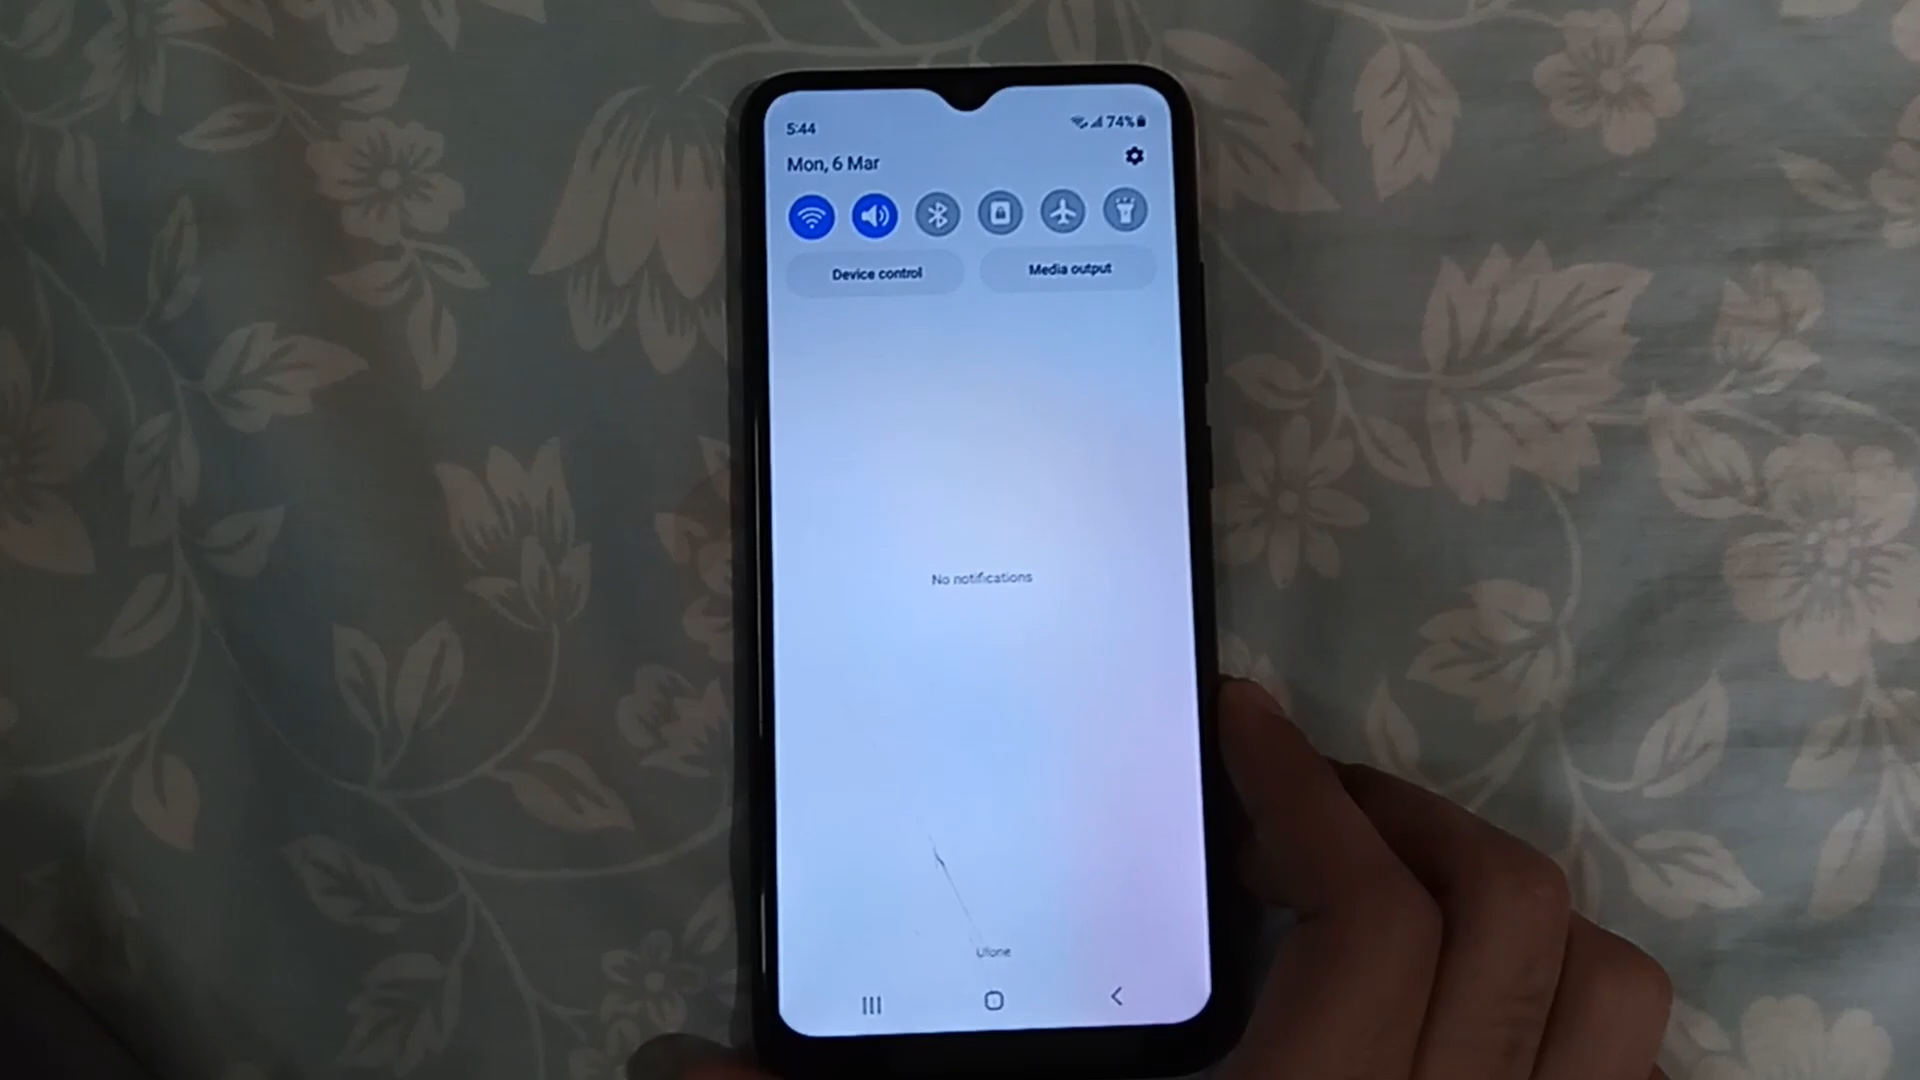 5:44 74%
Mon, 6 Mar
Device control Media output
No notifications
Ufone